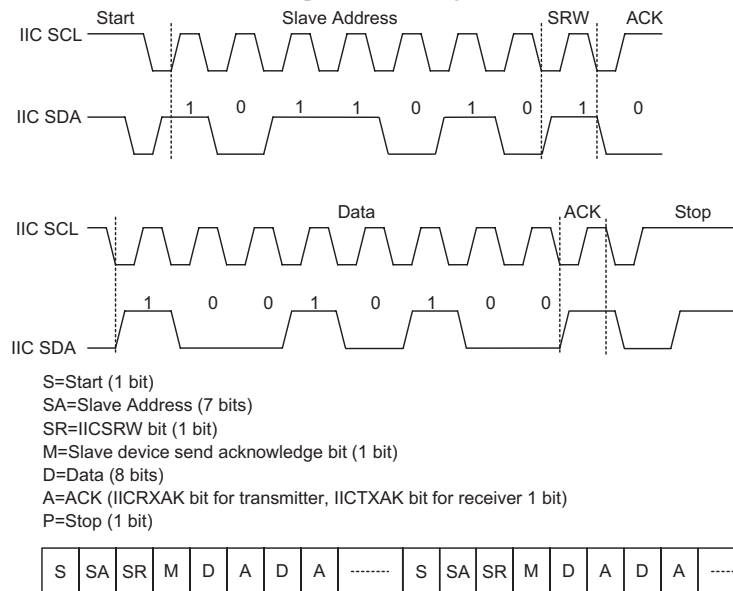 Start Slave Address SRW ACK
IIC SCL
IIC SDA 1 0 1 1 0 1 0 1 0
Data ACK Stop
IIC SCL
1 0 0 1 0 1 0 0
IIC SDA
S=Start (1 bit)
SA=Slave Address (7 bits)
SR=IICSRW bit (1 bit)
M=Slave device send acknowledge bit (1 bit)
D=Data (8 bits)
A=ACK (IICRXAK bit for transmitter, IICTXAK bit for receiver 1 bit)
P=Stop (1 bit)
S SA SR M D A D A -------- S SA SR M D A D A -----